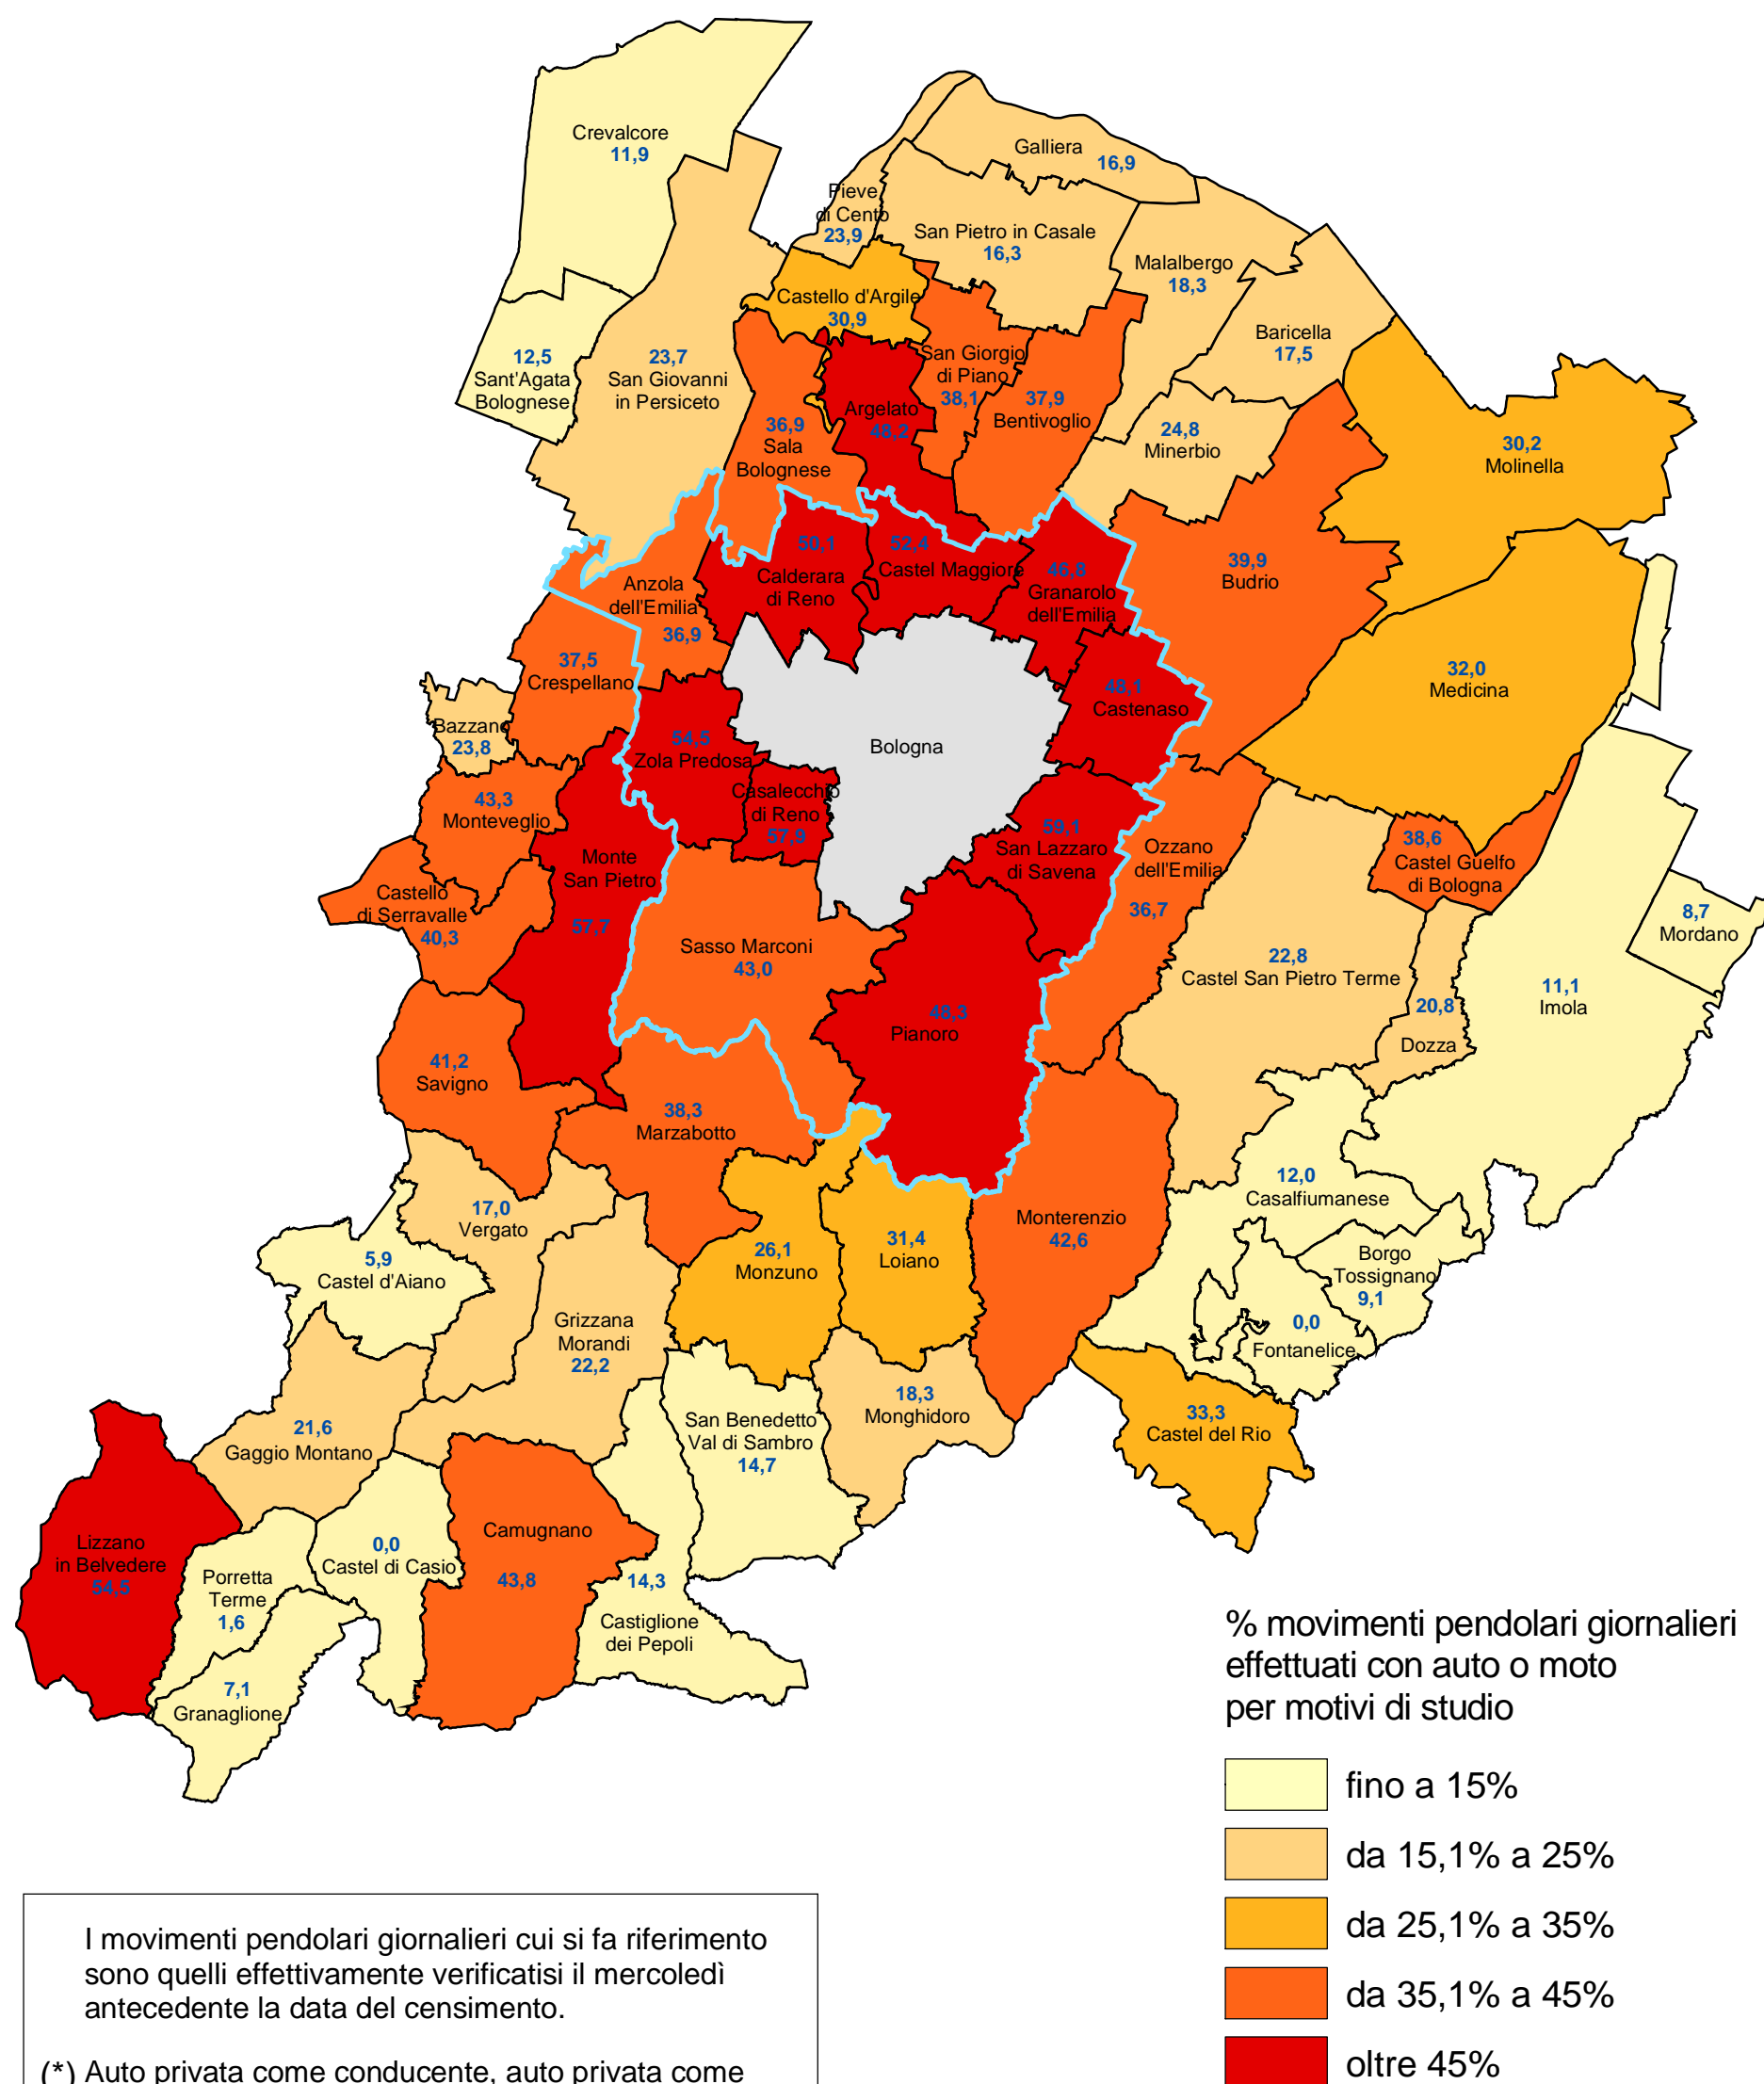 Crevalcore
11,9
Galliera
16,9
Pieve
di Cento
23,9
San Pietro in Casale
16,3
Malalbergo
18,3
Castello d'Argile
30,9
Baricella
17,5
12,5
Sant'Agata
Bolognese
23,7
San Giovanni
in Persiceto
San Giorgio
di Piano
38,1
37,9
Bentivoglio
Argelato
48,2
36,9
Sala
Bolognese
24,8
Minerbio
30,2
Molinella
50,1
Calderara
di Reno
52,4
Castel Maggiore
46,8
Granarolo
dell'Emilia
39,9
Budrio
Anzola
dell'Emilia
36,9
37,5
Crespellano
32,0
Medicina
48,1
Castenaso
Bazzano
23,8
54,5
Zola Predosa
Bologna
Casalecchio
di Reno
57,9
43,3
Monteveglio
59,1
San Lazzaro
di Savena
Ozzano
dell'Emilia
36,7
38,6
Castel Guelfo
di Bologna
Monte
San Pietro
57,7
Castello
di Serravalle
40,3
8,7
Mordano
Sasso Marconi
43,0
22,8
Castel San Pietro Terme
11,1
Imola
20,8
Dozza
48,3
Pianoro
41,2
Savigno
38,3
Marzabotto
12,0
Casalfiumanese
17,0
Vergato
Monterenzio
42,6
26,1
Monzuno
31,4
Loiano
5,9
Castel d'Aiano
Borgo
Tossignano
9,1
0,0
Fontanelice
Grizzana
Morandi
22,2
18,3
Monghidoro
San Benedetto
Val di Sambro
14,7
33,3
Castel del Rio
21,6
Gaggio Montano
Camugnano
43,8
Lizzano
in Belvedere
54,5
0,0
Castel di Casio
Porretta
Terme
1,6
14,3
Castiglione
dei Pepoli
7,1
Granaglione
% movimenti pendolari giornalieri
effettuati con auto o moto
per motivi di studio
fino a 15%
da 15,1% a 25%
da 25,1% a 35%
da 35,1% a 45%
oltre 45%
I movimenti pendolari giornalieri cui si fa riferimento
sono quelli effettivamente verificatisi il mercoledì
antecedente la data del censimento.
(*) Auto privata come conducente, auto privata come